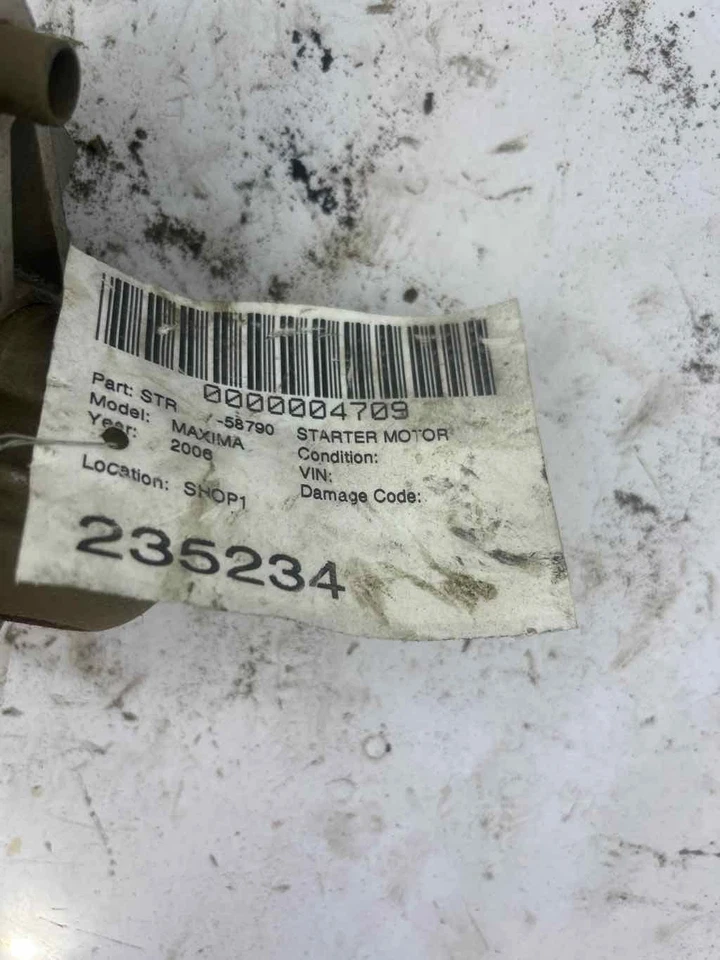 0000004709
Part: STR /-58790 STARTER MOTOR
Model: MAXIMA Condition:
Year: 2006 VIN:
Location: SHOP1 Damage Code:
235234